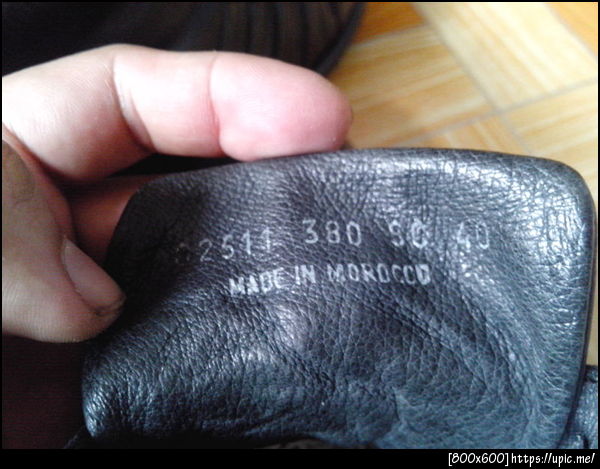 2511 380 SC 40
MADE IN MOROCCO
[800x600]https://upic.me/